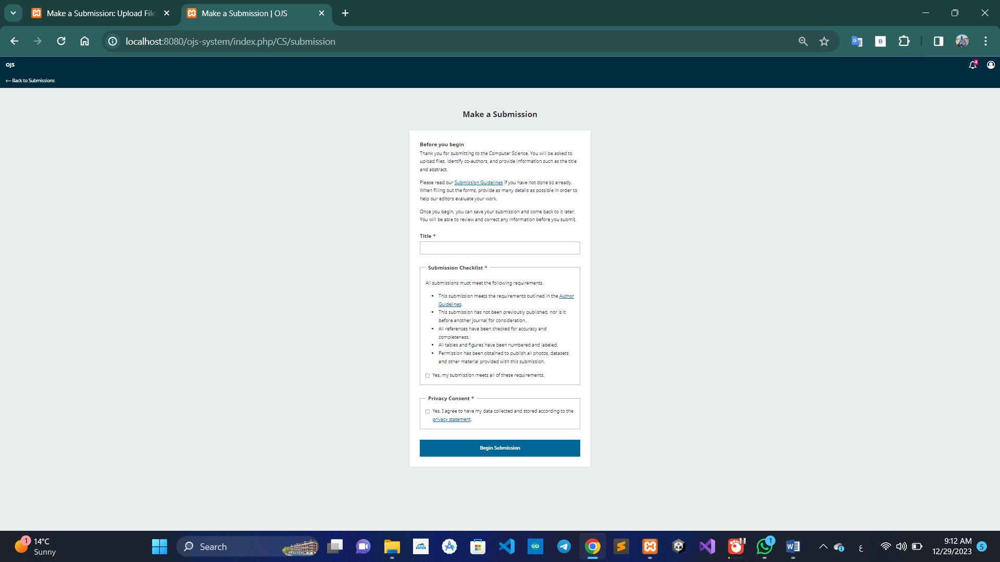 Make a Submission: Upload File
Make a Submission | OJS
localhost:8080/ojs-system/index.php/CS/submission
B
OJS
4
←Back to Submissions
Make a Submission
Before you begin
Thank you for submitting to the Computer Science. You will be asked to
upload files, identify co-authors, and provide information such as the title
and abstract.
Please read our Submission Guidelines if you have not done so already.
When filling out the forms, provide as many details as possible in order to
help our editors evaluate your work.
Once you begin, you can save your submission and come back to it later.
You will be able to review and correct any information before you submit.
Title *
Submission Checklist *
All submissions must meet the following requirements.
• This submission meets the requirements outlined in the Author
Guidelines.
• This submission has not been previously published, nor is it
before another journal for consideration.
• All references have been checked for accuracy and
completeness.
• All tables and figures have been numbered and labeled.
• Permission has been obtained to publish all photos, datasets
and other material provided with this submission.
Yes, my submission meets all of these requirements.
Privacy Consent *
Yes, I agree to have my data collected and stored according to the
privacy statement.
Begin Submission
1
14°C
Sunny
Search
1
ع
9:12 AM
12/29/2023
5